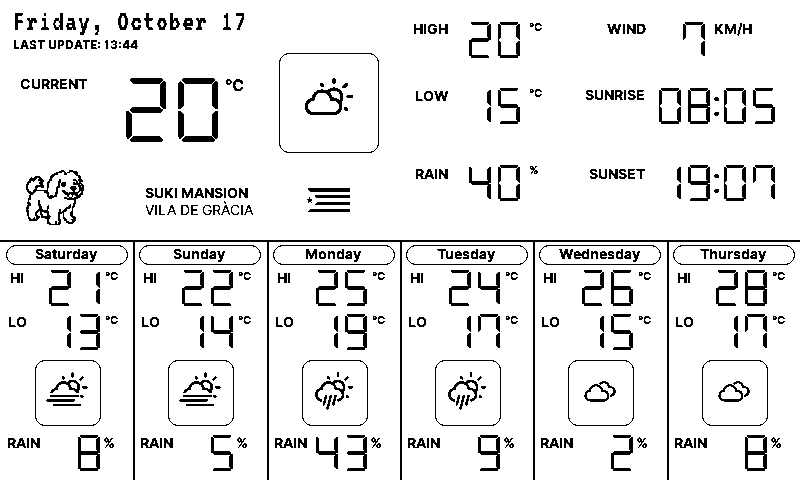 Friday, October 17
LAST UPDATE: 13:44
CURRENT 20 °C
HIGH 20 °C
LOW 15 °C
RAIN 40 %
WIND 7 KM/H
SUNRISE 08:05
SUNSET 19:07
SUKI MANSION
VILA DE GRÀCIA
Saturday
HI 21 °C
LO 13 °C
RAIN 8 %
Sunday
HI 22 °C
LO 14 °C
RAIN 5 %
Monday
HI 25 °C
LO 19 °C
RAIN 43 %
Tuesday
HI 24 °C
LO 17 °C
RAIN 9 %
Wednesday
HI 26 °C
LO 15 °C
RAIN 2 %
Thursday
HI 28 °C
LO 17 °C
RAIN 8 %